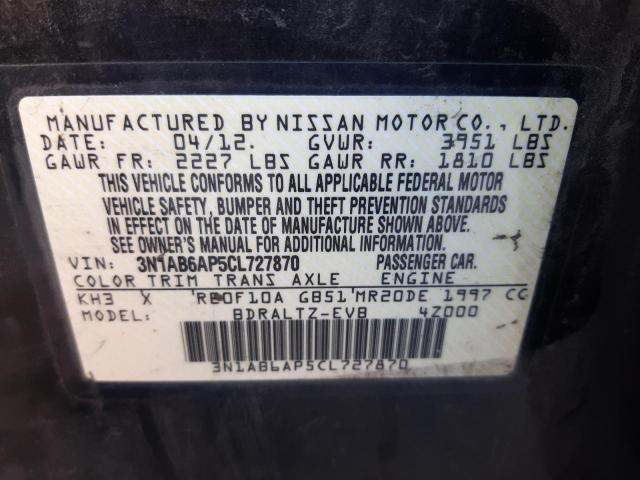 MANUFACTURED BY NISSAN MOTOR CO., LTD.
DATE: 04/12. GVWR: 3951 LBS
GAWR FR: 2227 LBS GAWR RR: 1810 LBS
THIS VEHICLE CONFORMS TO ALL APPLICABLE FEDERAL MOTOR
VEHICLE SAFETY, BUMPER AND THEFT PREVENTION STANDARDS
IN EFFECT ON THE DATE OF MANUFACTURE SHOWN ABOVE.
SEE OWNER'S MANUAL FOR ADDITIONAL INFORMATION
VIN: 3N1AB6AP5CL727870 PASSENGER CAR.
COLOR TRIM TRANS AXLE ENGINE
KH3 X RE0F10A GB51 MR20DE 1997 CC
MODEL: BDRALTZ-EVB 4Z000
3N1AB6AP5CL727870